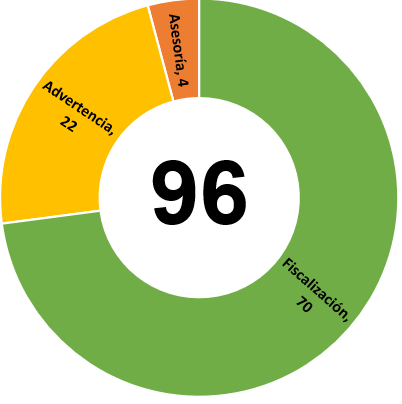 Asesoría, 4
Advertencia,
22
96
Fiscalización,
70